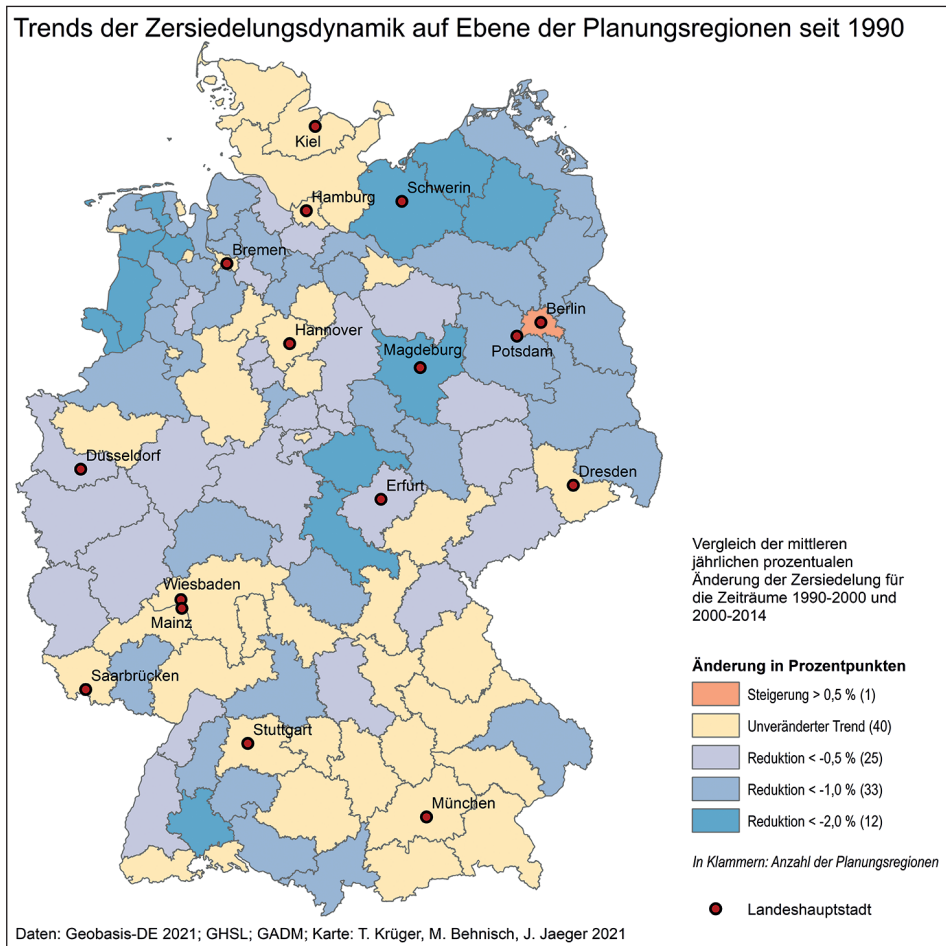 Trends der Zersiedelungsdynamik auf Ebene der Planungsregionen seit 1990
Kiel
Hamburg
Schwerin
Bremen
Berlin
Hannover
Potsdam
Magdeburg
Düsseldorf
Dresden
Erfurt
Wiesbaden
Mainz
Saarbrücken
Stuttgart
München
Vergleich der mittleren
jährlichen prozentualen
Änderung der Zersiedelung für
die Zeiträume 1990-2000 und
2000-2014
Änderung in Prozentpunkten
Steigerung > 0,5 % (1)
Unveränderter Trend (40)
Reduktion < -0,5 % (25)
Reduktion < -1,0 % (33)
Reduktion < -2,0 % (12)
In Klammern: Anzahl der Planungsregionen
Landeshauptstadt
Daten: Geobasis-DE 2021; GHSL; GADM; Karte: T. Krüger, M. Behnisch, J. Jaeger 2021